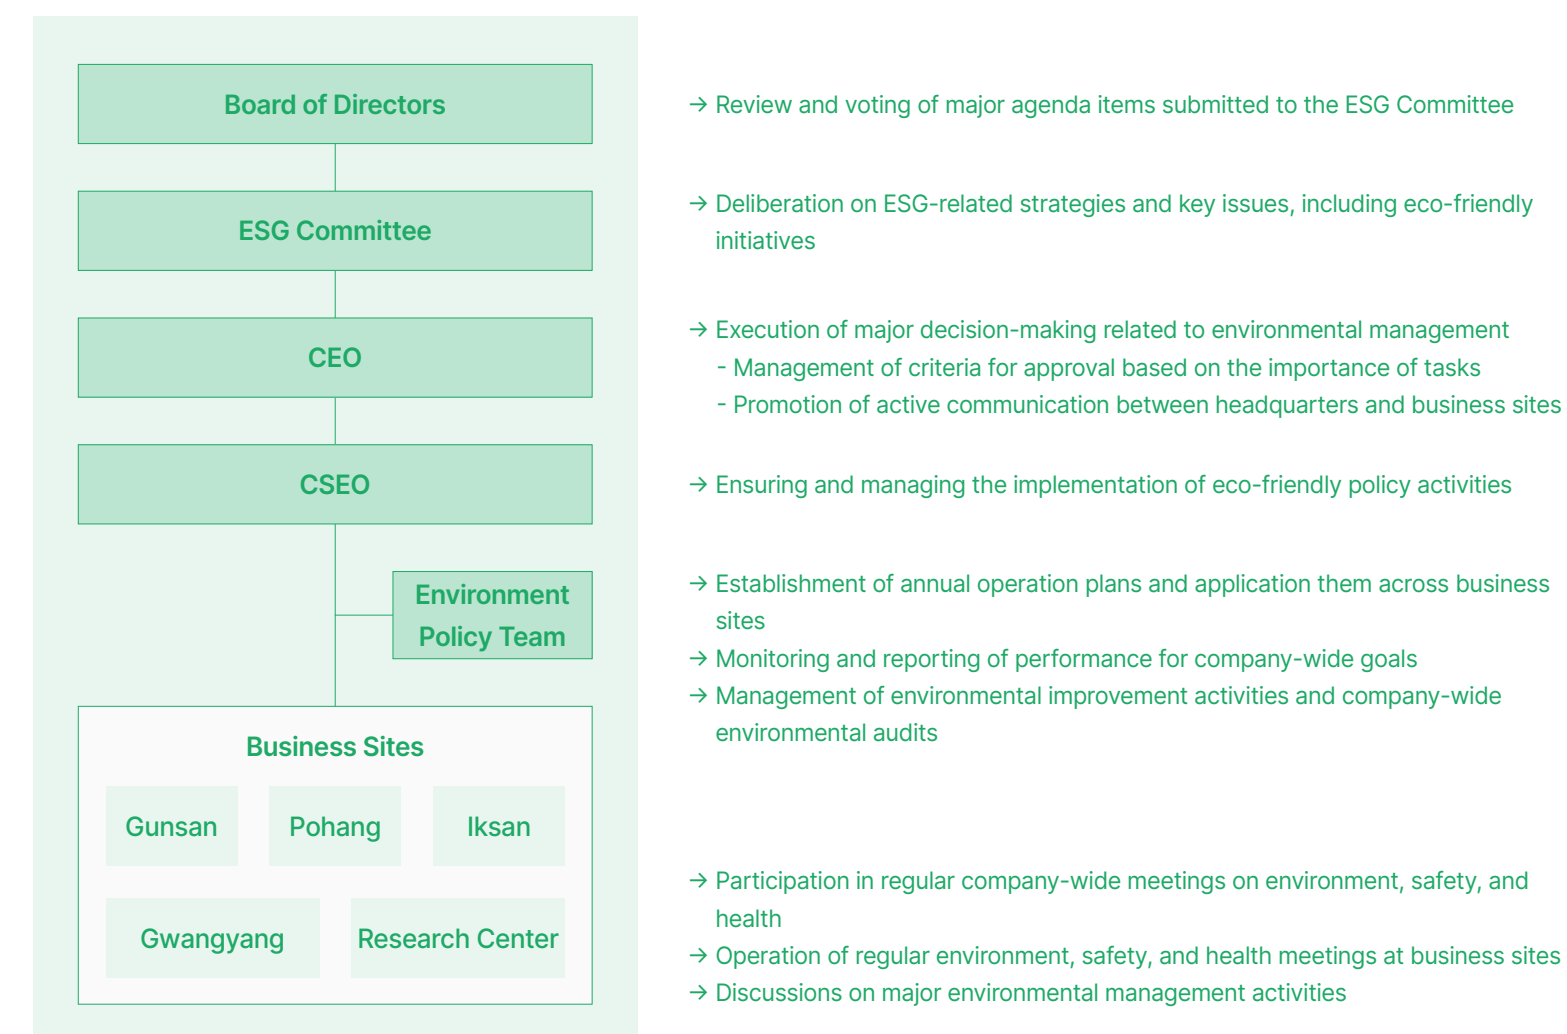 Board of Directors
→ Review and voting of major agenda items submitted to the ESG Committee
ESG Committee
→ Deliberation on ESG-related strategies and key issues, including eco-friendly
initiatives
CEO
→ Execution of major decision-making related to environmental management
- Management of criteria for approval based on the importance of tasks
- Promotion of active communication between headquarters and business sites
CSEO
→ Ensuring and managing the implementation of eco-friendly policy activities
Environment
Policy Team
→ Establishment of annual operation plans and application them across business
sites
→ Monitoring and reporting of performance for company-wide goals
→ Management of environmental improvement activities and company-wide
environmental audits
Business Sites
Gunsan
Pohang
Iksan
Gwangyang
Research Center
→ Participation in regular company-wide meetings on environment, safety, and
health
→ Operation of regular environment, safety, and health meetings at business sites
→ Discussions on major environmental management activities